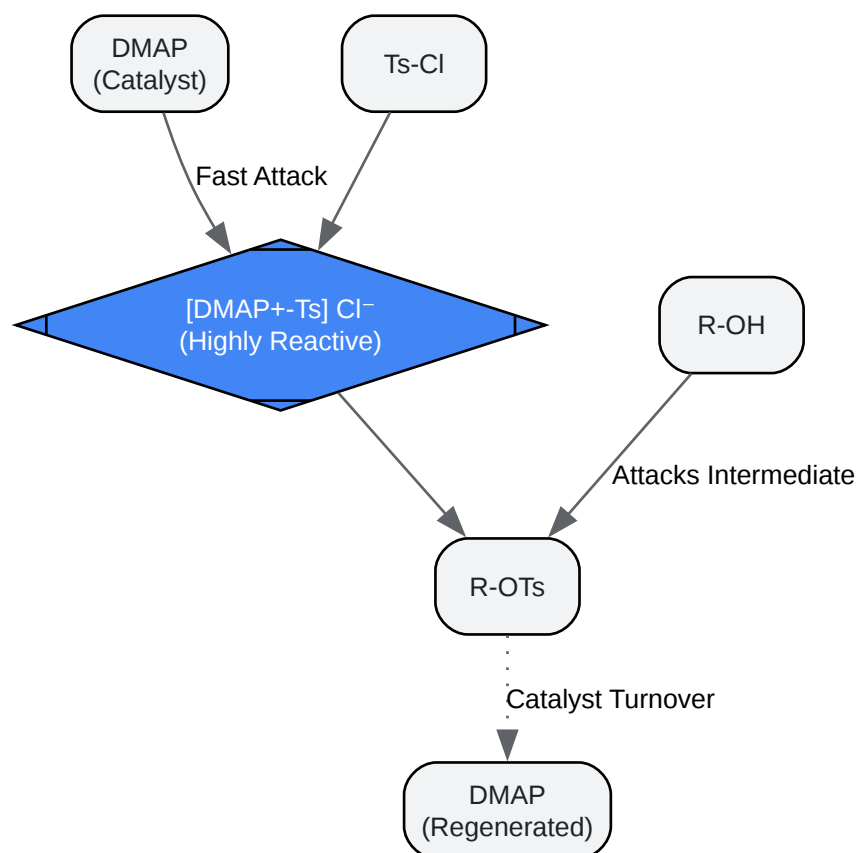 DMAP
(Catalyst)
Ts-Cl
Fast Attack
[DMAP+-Ts] Cl⁻
(Highly Reactive)
R-OH
Attacks Intermediate
R-OTs
Catalyst Turnover
DMAP
(Regenerated)